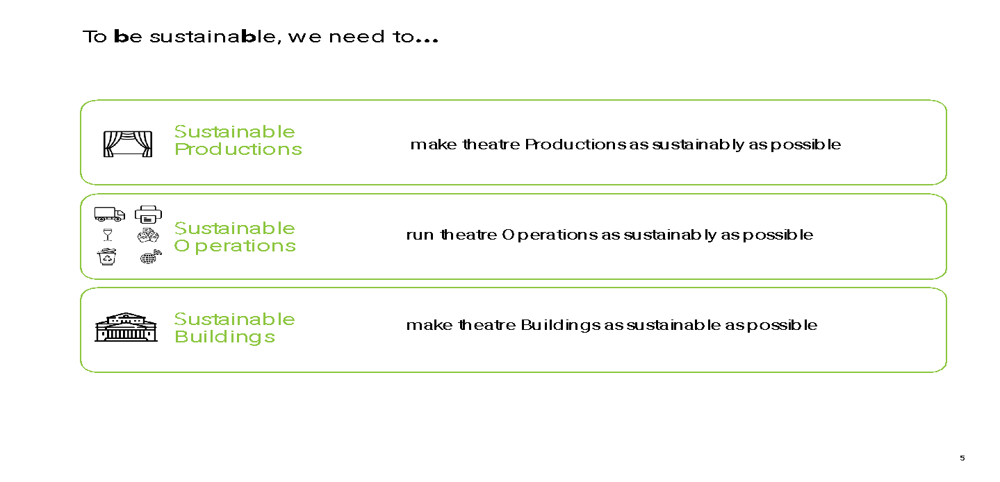 To be sustainable, we need to...
Sustainable
Productions
make theatre Productions as sustainably as possible
Sustainable
Operations
run theatre Operations as sustainably as possible
Sustainable
Buildings
make theatre Buildings as sustainable as possible
5